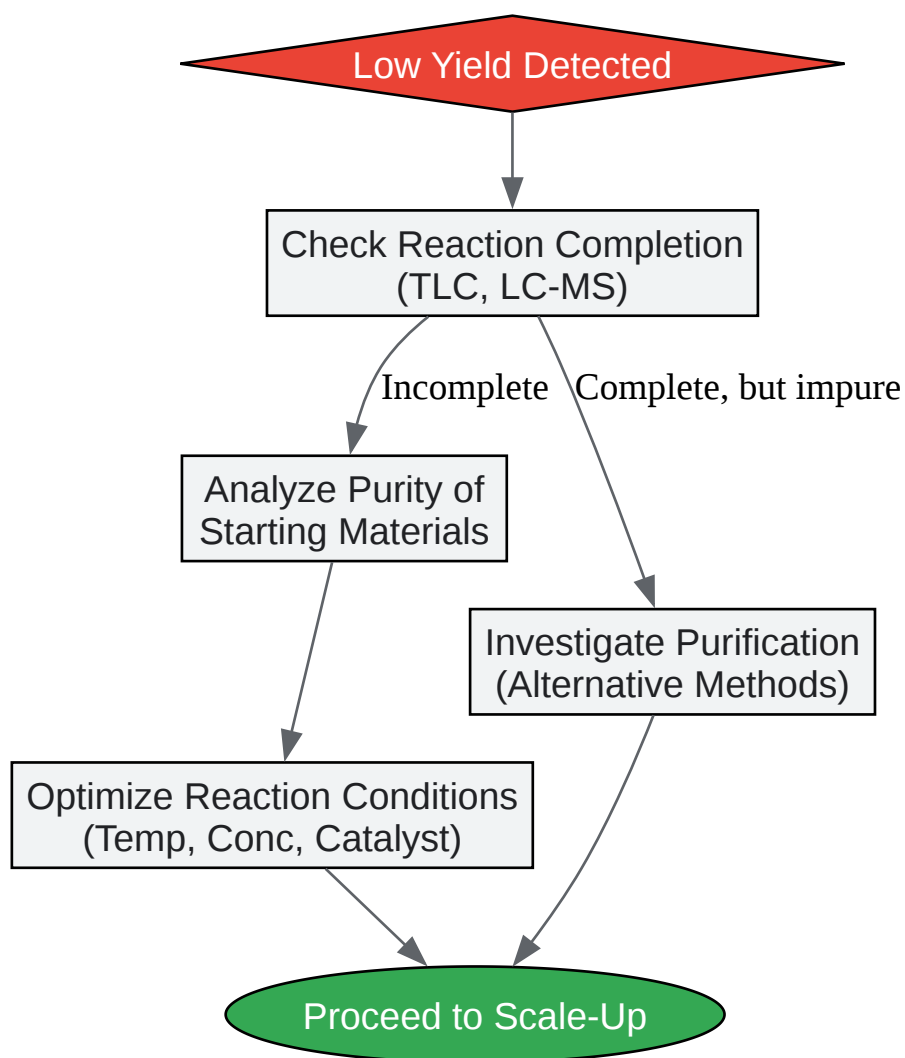 Low Yield Detected
Check Reaction Completion
(TLC, LC-MS)
Incomplete
Complete, but impure
Analyze Purity of
Starting Materials
Investigate Purification
(Alternative Methods)
Optimize Reaction Conditions
(Temp, Conc, Catalyst)
Proceed to Scale-Up